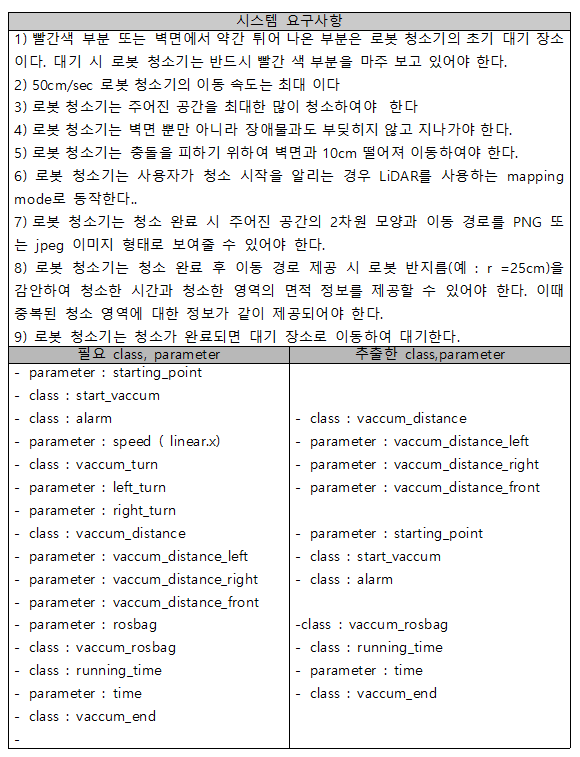 시스템 요구사항
1) 빨간색 부분 또는 벽면에서 약간 튀어 나온 부분은 로봇 청소기의 초기 대기 장소
이다. 대기 시 로봇 청소기는 반드시 빨간 색 부분을 마주 보고 있어야 한다.
2) 50cm/sec 로봇 청소기의 이동 속도는 최대 이다
3) 로봇 청소기는 주어진 공간을 최대한 많이 청소하여야 한다
4) 로봇 청소기는 벽면 뿐만 아니라 장애물과도 부딪히지 않고 지나가야 한다.
5) 로봇 청소기는 충돌을 피하기 위하여 벽면과 10cm 떨어져 이동하여야 한다.
6) 로봇 청소기는 사용자가 청소 시작을 알리는 경우 LiDAR를 사용하는 mapping
mode로 동작한다..
7) 로봇 청소기는 청소 완료 시 주어진 공간의 2차원 모양과 이동 경로를 PNG 또
는 jpeg 이미지 형태로 보여줄 수 있어야 한다.
8) 로봇 청소기는 청소 완료 후 이동 경로 제공 시 로봇 반지름(예 : r =25cm)을
감안하여 청소한 시간과 청소한 영역의 면적 정보를 제공할 수 있어야 한다. 이때
중복된 청소 영역에 대한 정보가 같이 제공되어야 한다.
9) 로봇 청소기는 청소가 완료되면 대기 장소로 이동하여 대기한다.
필요 class, parameter
- parameter : starting_point
- class : start_vaccum
- class : alarm
- parameter : speed ( linear.x)
- class : vaccum_turn
- parameter : left_turn
- parameter : right_turn
- class : vaccum_distance
- parameter : vaccum_distance_left
- parameter : vaccum_distance_right
- parameter : vaccum_distance_front
- parameter : rosbag
- class : vaccum_rosbag
- class : running_time
- parameter : time
- class : vaccum_end
-
추출한 class,parameter
- class : vaccum_distance
- parameter : vaccum_distance_left
- parameter : vaccum_distance_right
- parameter : vaccum_distance_front
- parameter : starting_point
- class : start_vaccum
- class : alarm
-class : vaccum_rosbag
- class : running_time
- parameter : time
- class : vaccum_end